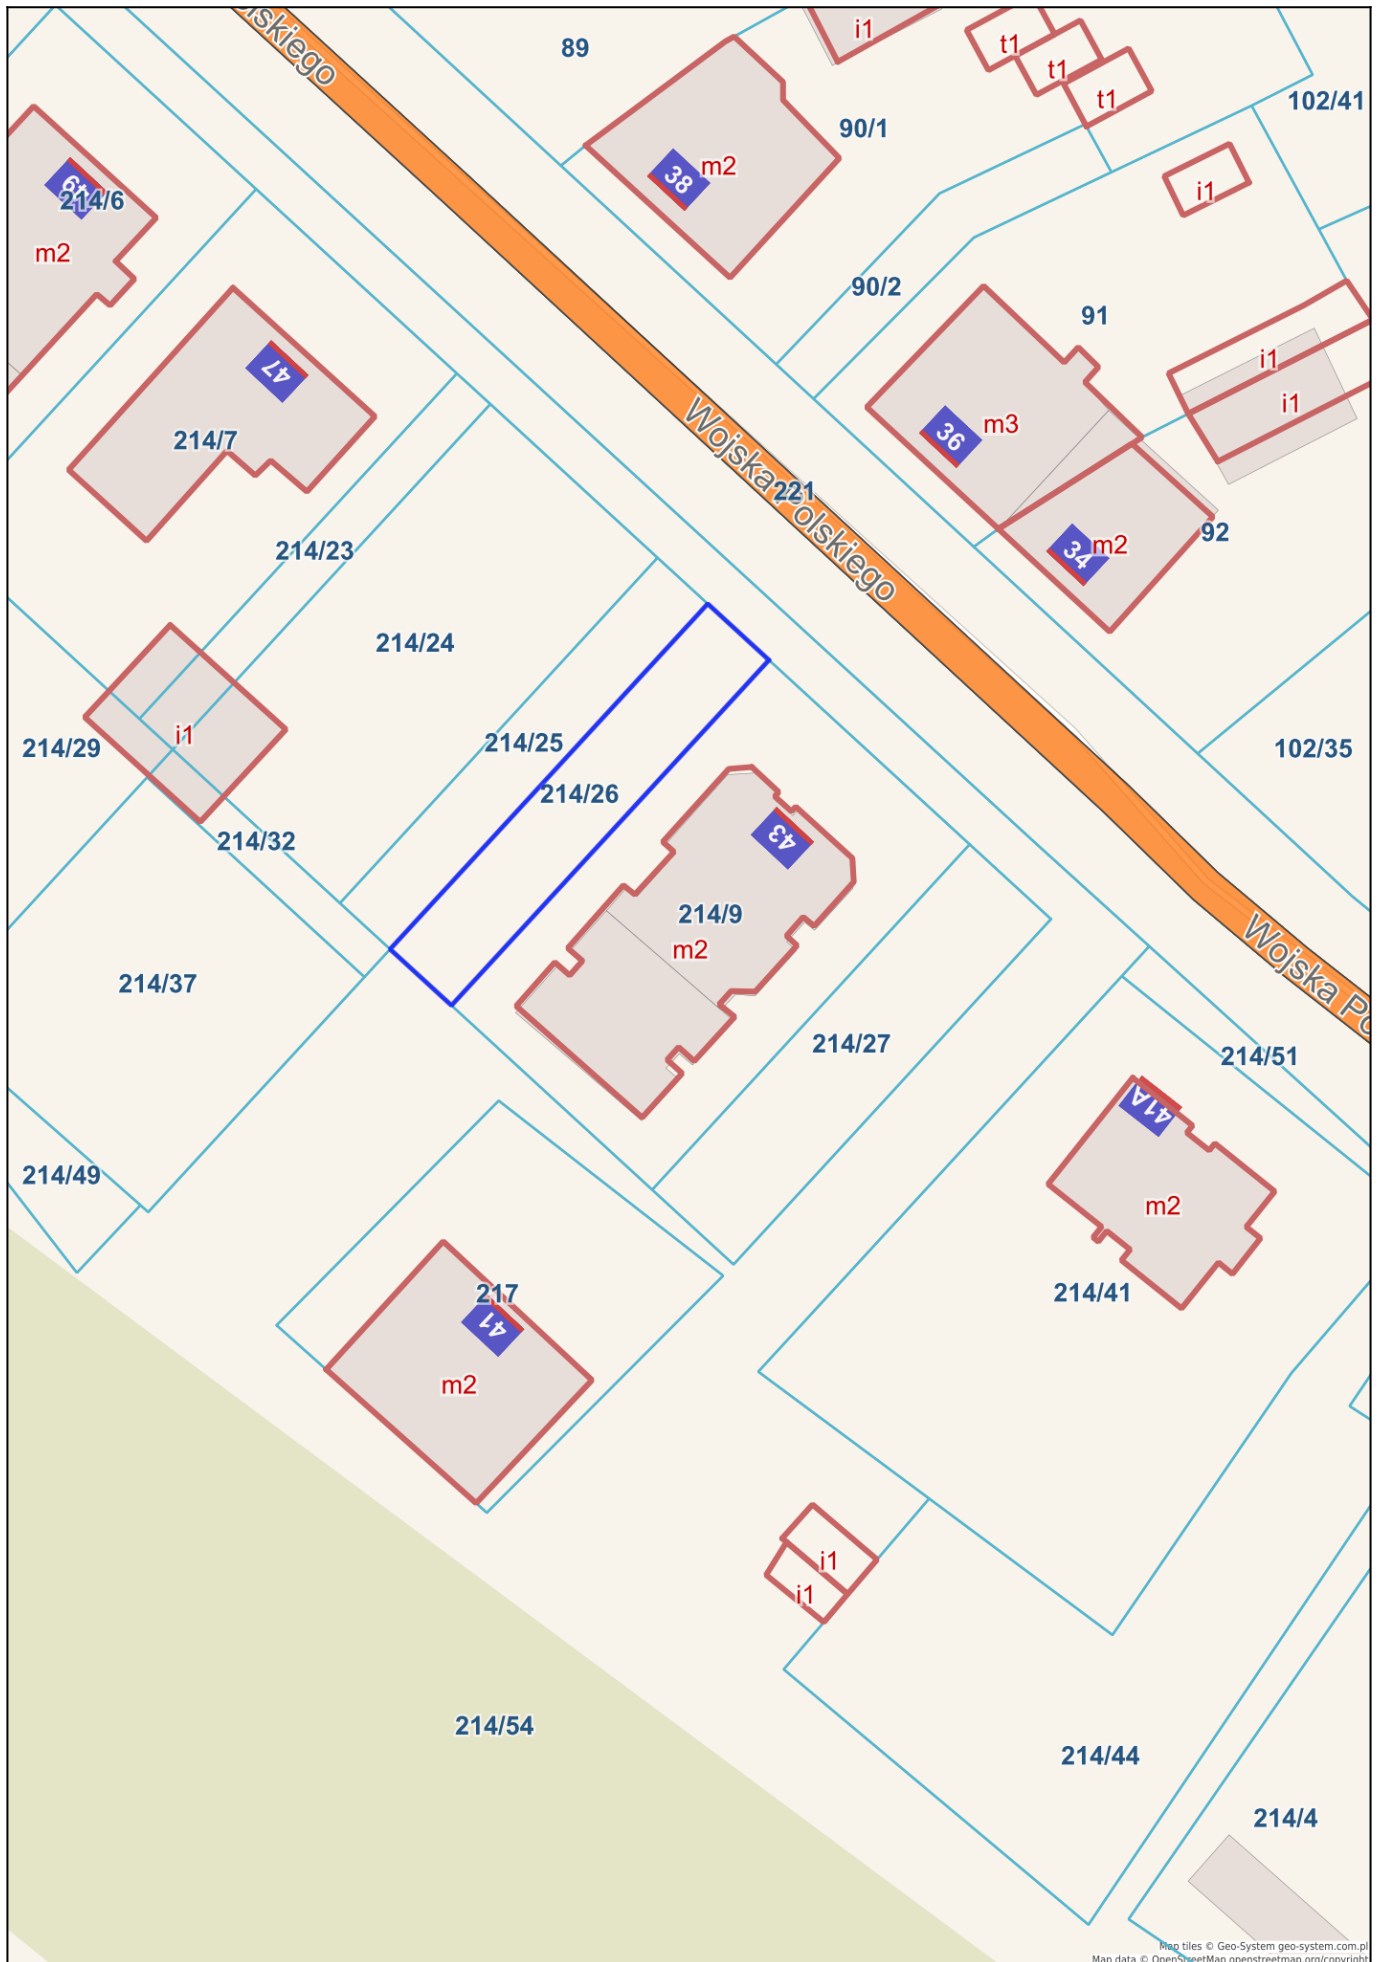 lskiego
89
i1
t1
t1
t1
102/41
90/1
38
m2
i1
49
214/6
m2
90/2
91
47
i1
i1
36
m3
214/7
Wojska Polskiego
221
34
m2
92
214/23
214/24
214/25
214/26
i1
214/29
102/35
214/32
43
214/9
m2
Wojska Po
214/37
214/27
214/51
41A
214/49
m2
217
41
214/41
m2
i1
i1
214/54
214/44
214/4
Map tiles © Geo-System geo-system.com.pl
Map data © OpenStreetMap openstreetmap.org/copyright